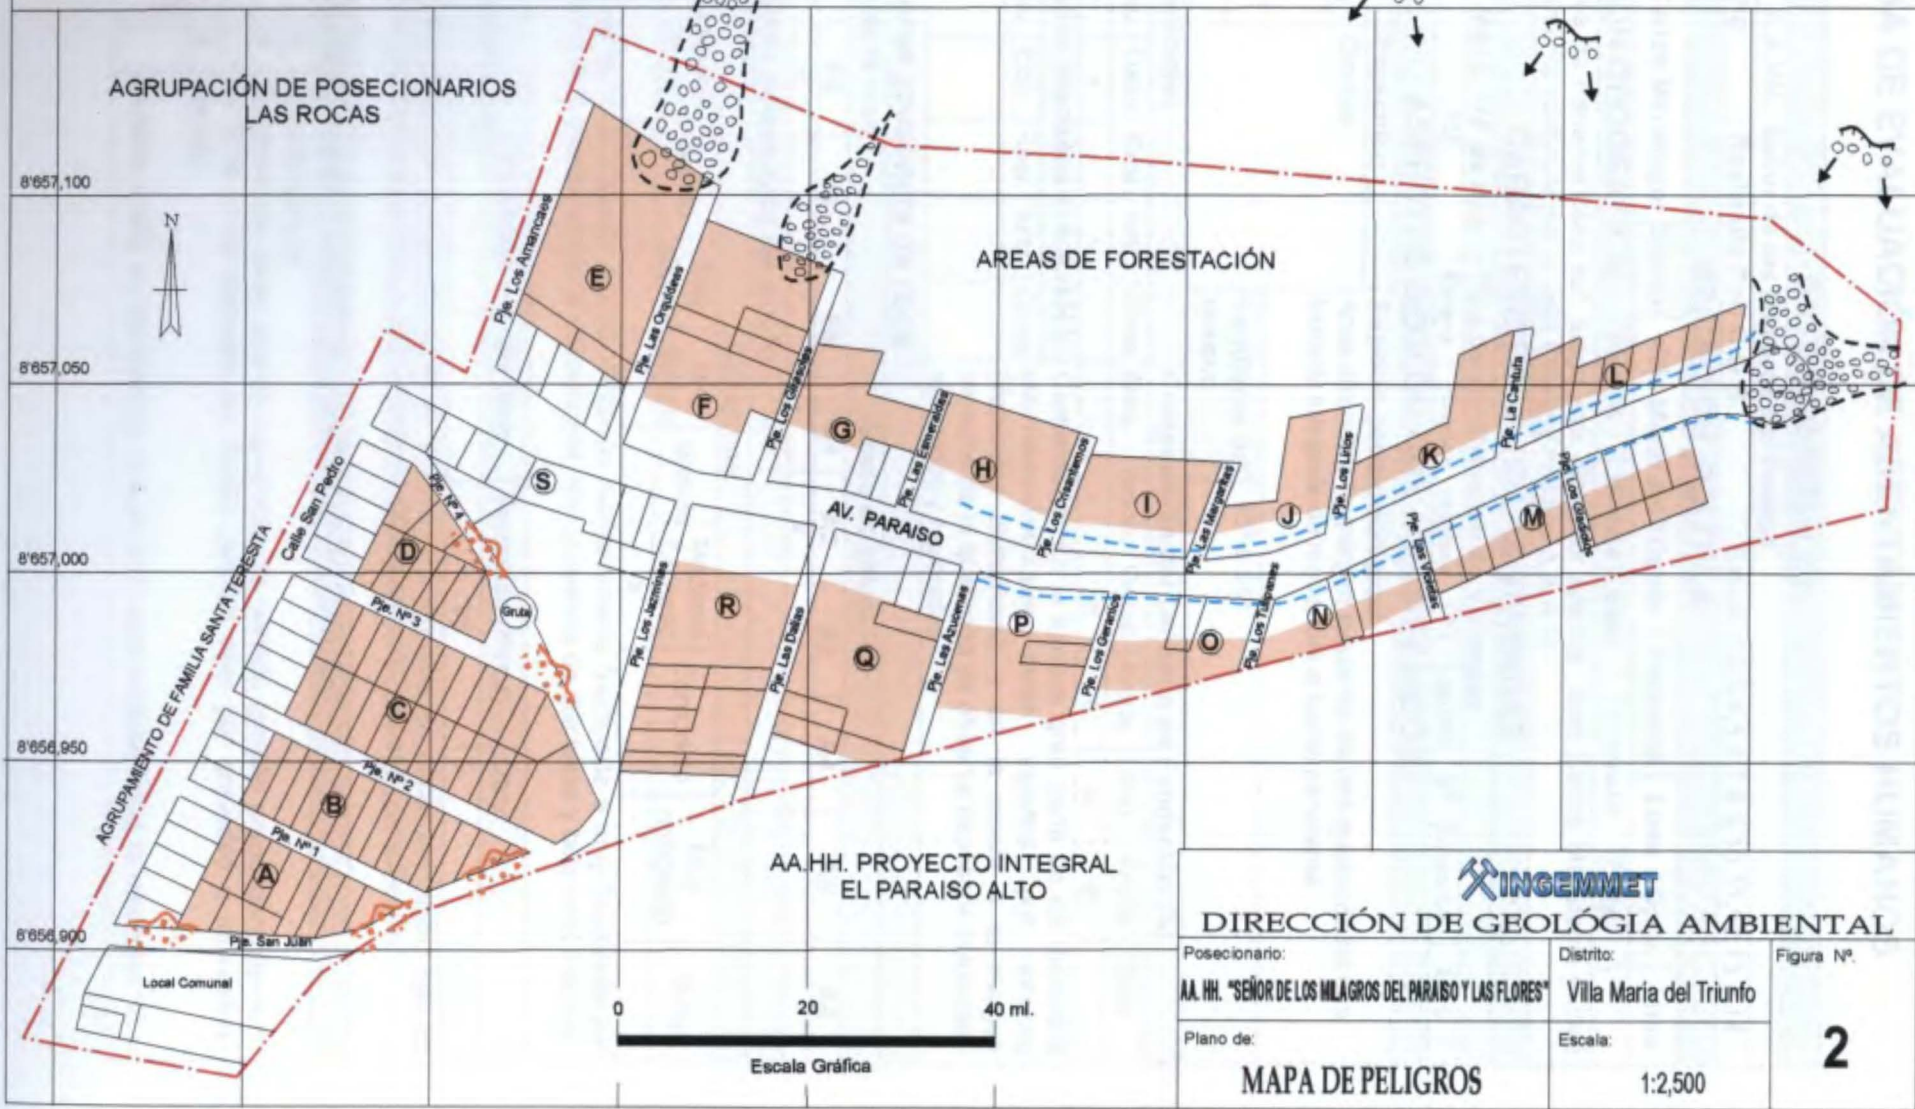 AGRUPACIÓN DE POSECIONARIOS
LAS ROCAS
8'657,100
N
Pje. Los Amancaes
E
Pje. Las Orquideas
AREAS DE FORESTACIÓN
8'657,050
F
Pje. Los Girasoles
G
Pje. Las Esmeraldas
H
Pje. Los Crisantemos
I
Pje. Las Margaritas
J
Pje. Los Lirios
K
Pje. La Cantuta
L
Calle San Pedro
Pje. Nº 4
S
AV. PARAISO
8'657,000
D
Pje. Nº 3
Gruta
Pje. Los Jazmines
R
Pje. Las Dalias
Q
Pje. Las Azucenas
P
Pje. Los Geranios
O
Pje. Los Tulipanes
N
Pje. Las Violetas
M
Pje. Los Gladiolos
AGRUPAMIENTO DE FAMILIA SANTA TERESITA
8'656,950
C
Pje. Nº 2
B
Pje. Nº 1
A
8'656,900
Pje. San Juan
Local Comunal
AA.HH. PROYECTO INTEGRAL
EL PARAISO ALTO
0 20 40 ml.
Escala Gráfica
INGEMMET
DIRECCIÓN DE GEOLÓGIA AMBIENTAL
Posecionario:
AA. HH. "SEÑOR DE LOS MILAGROS DEL PARAISO Y LAS FLORES"
Distrito:
Villa Maria del Triunfo
Figura Nº.
2
Plano de:
MAPA DE PELIGROS
Escala:
1:2,500